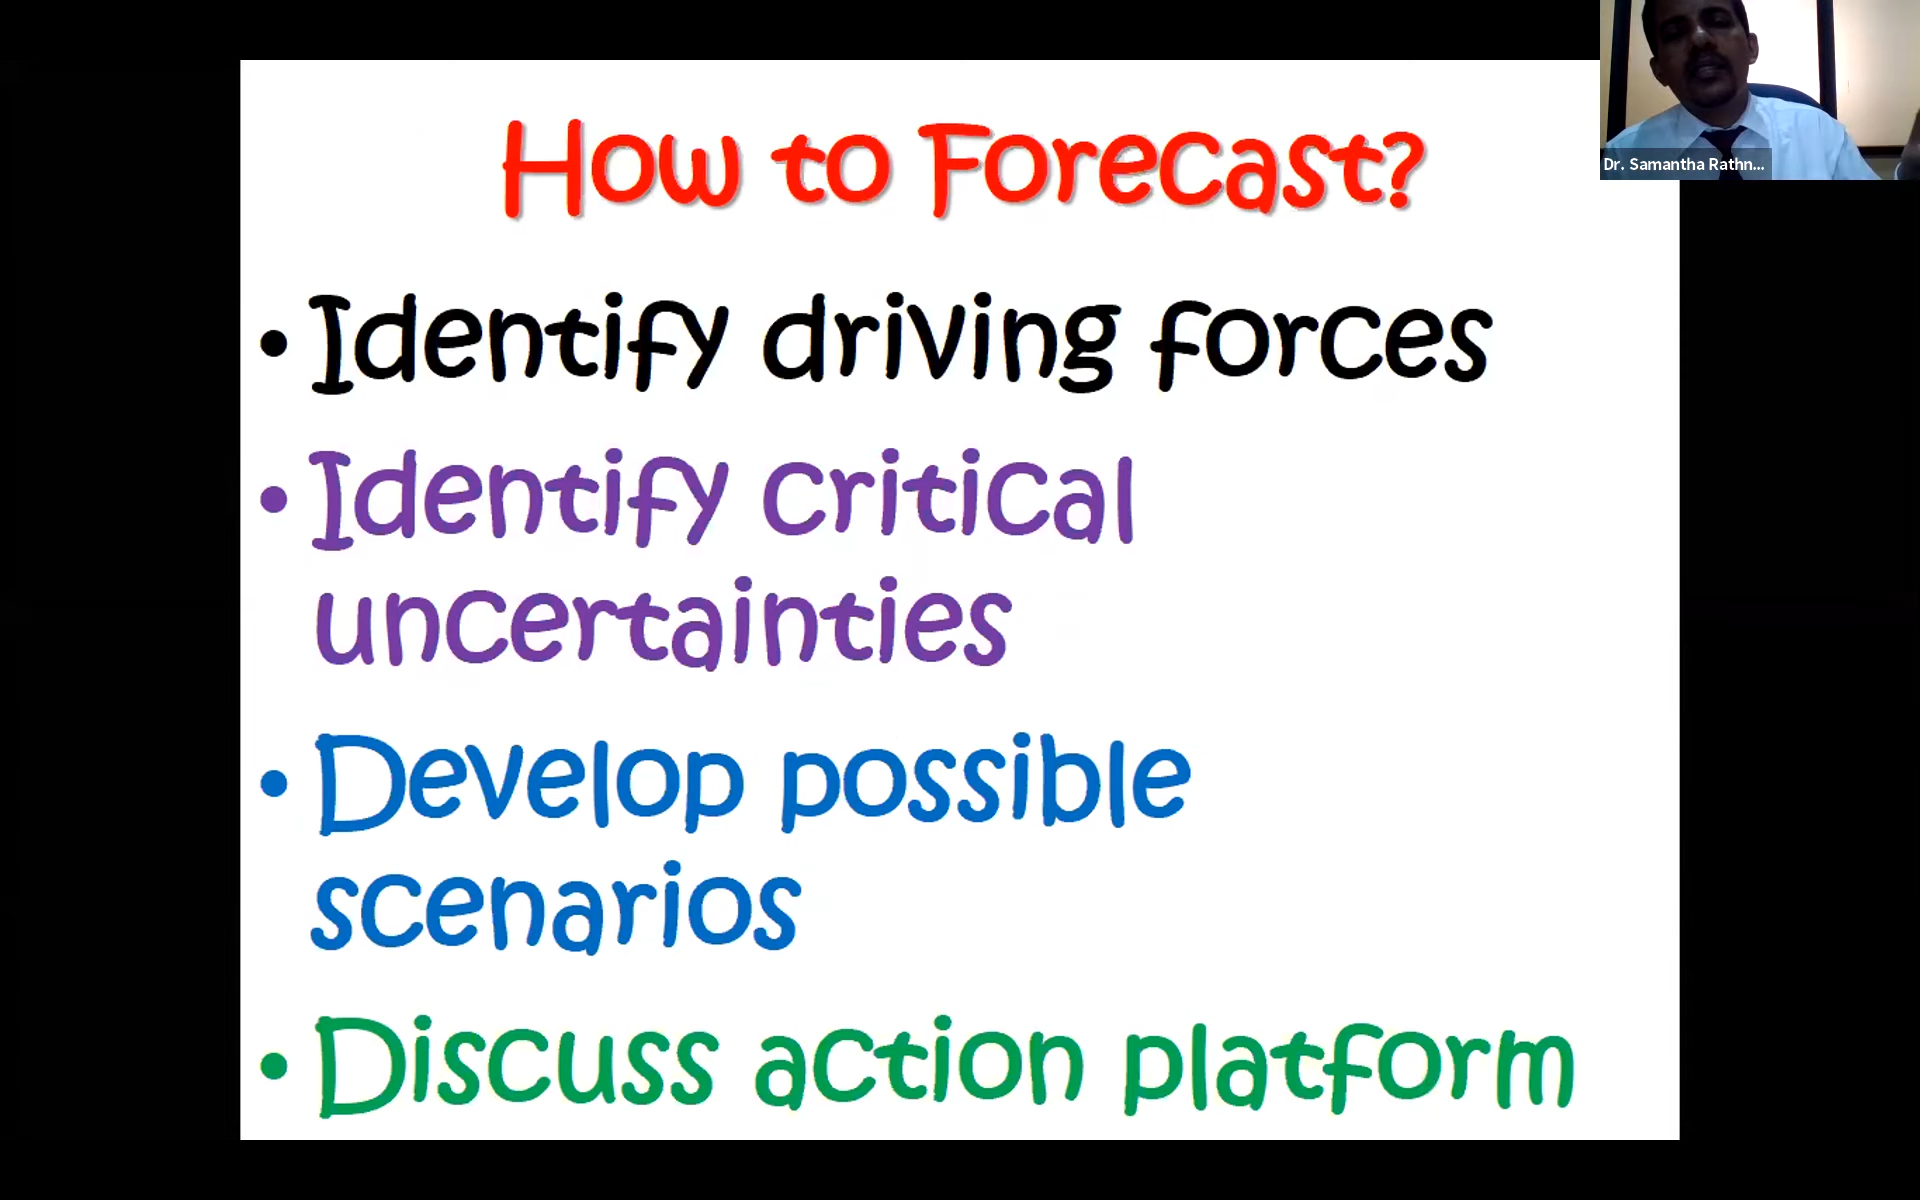 How to Forecast?
• Identify driving forces
• Identify critical
uncertainties
• Develop possible
scenarios
• Discuss action platform
Dr. Samantha Rathn...